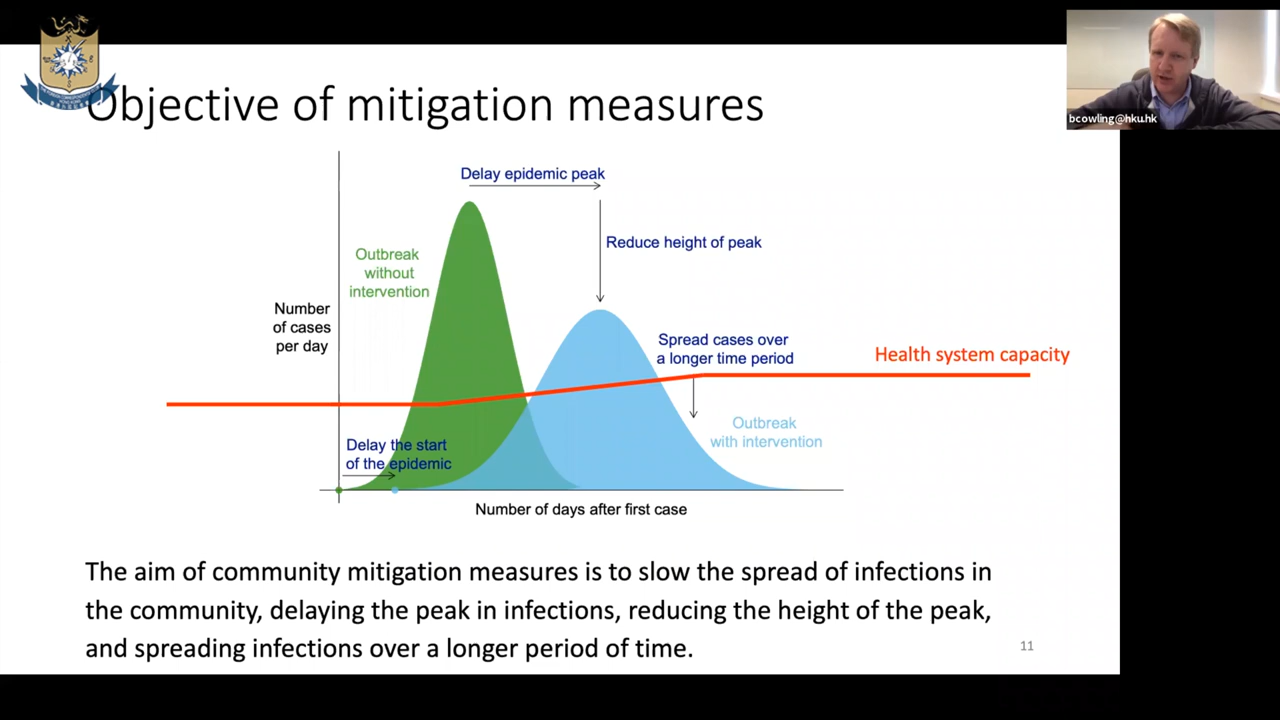 Objective of mitigation measures
bcowling@hku.hk
Delay epidemic peak
Reduce height of peak
Outbreak
without
intervention
Number
of cases
per day
Spread cases over
a longer time period
Health system capacity
Outbreak
with intervention
Delay the start
of the epidemic
Number of days after first case
The aim of community mitigation measures is to slow the spread of infections in
the community, delaying the peak in infections, reducing the height of the peak,
and spreading infections over a longer period of time.
11